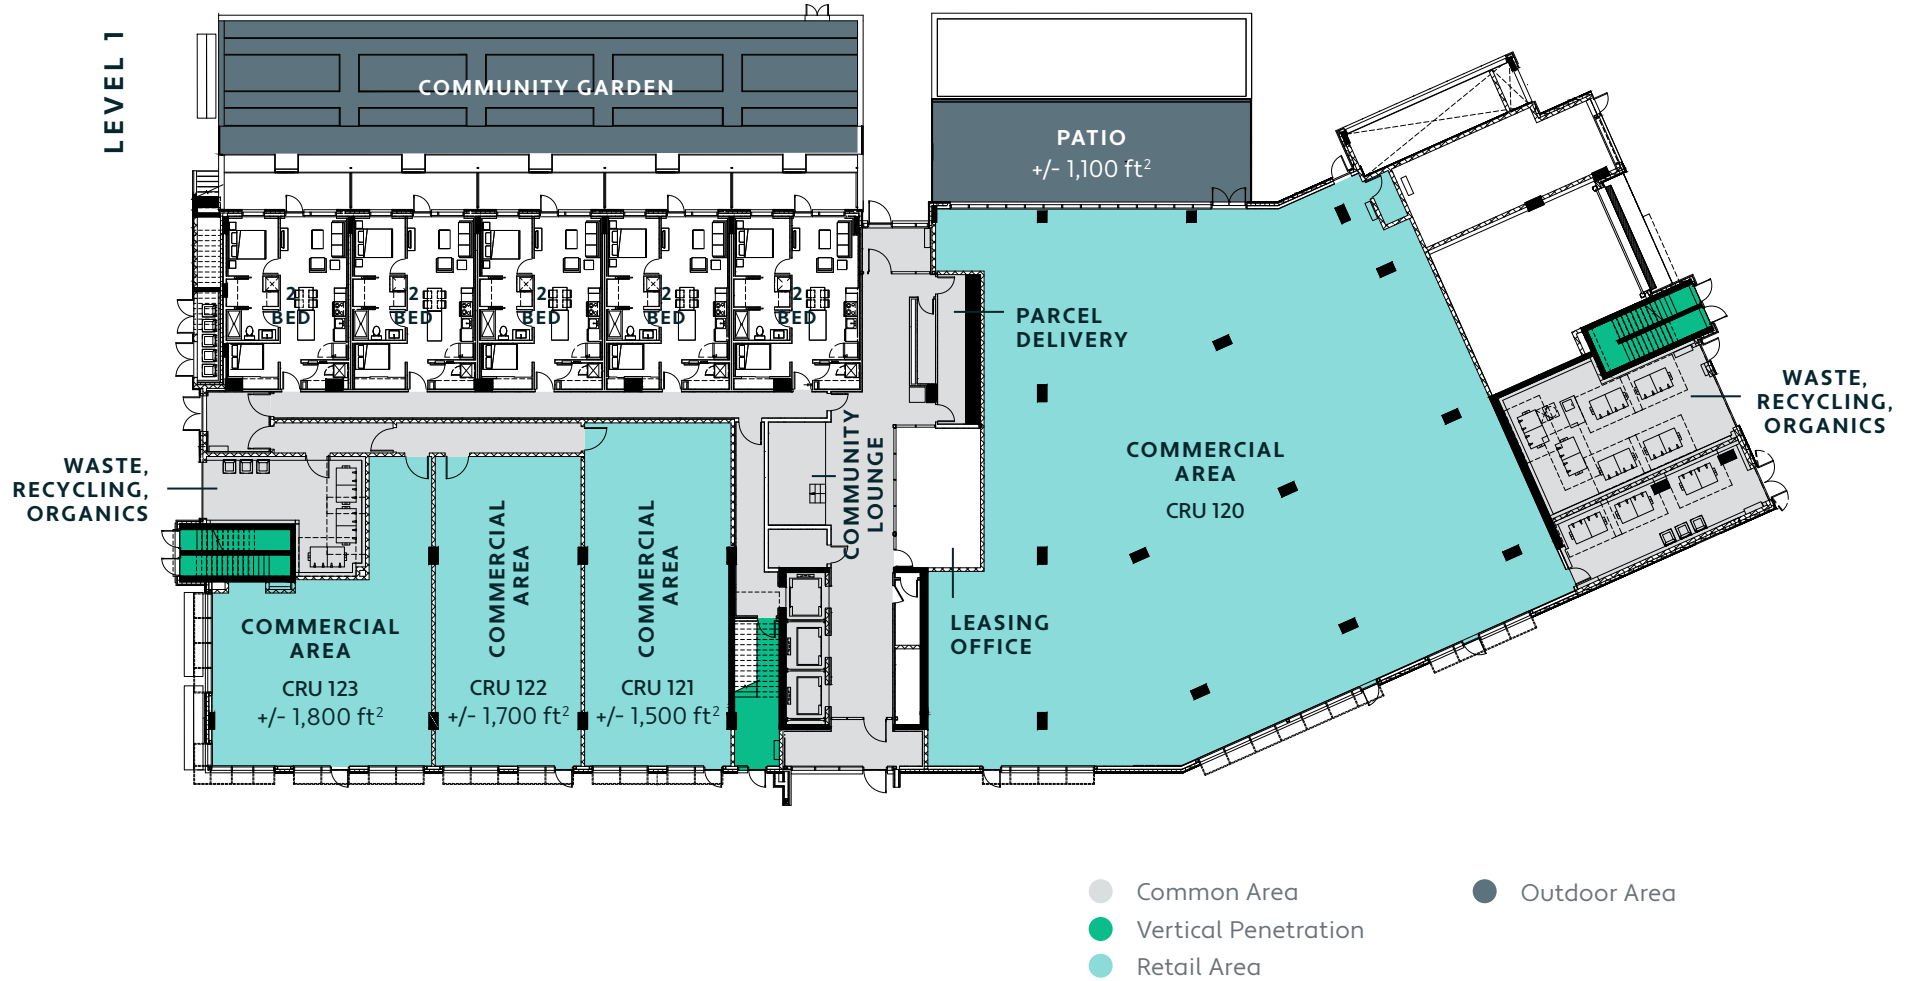 LEVEL 1
COMMUNITY GARDEN
PATIO
+/- 1,100 ft²
2
BED
2
BED
2
BED
2
BED
2
BED
PARCEL
DELIVERY
WASTE,
RECYCLING,
ORGANICS
WASTE,
RECYCLING,
ORGANICS
COMMUNITY
LOUNGE
COMMERCIAL
AREA
CRU 120
LEASING
OFFICE
COMMERCIAL
AREA
CRU 123
+/- 1,800 ft²
COMMERCIAL
AREA
CRU 122
+/- 1,700 ft²
COMMERCIAL
AREA
CRU 121
+/- 1,500 ft²
Common Area
Vertical Penetration
Retail Area
Outdoor Area